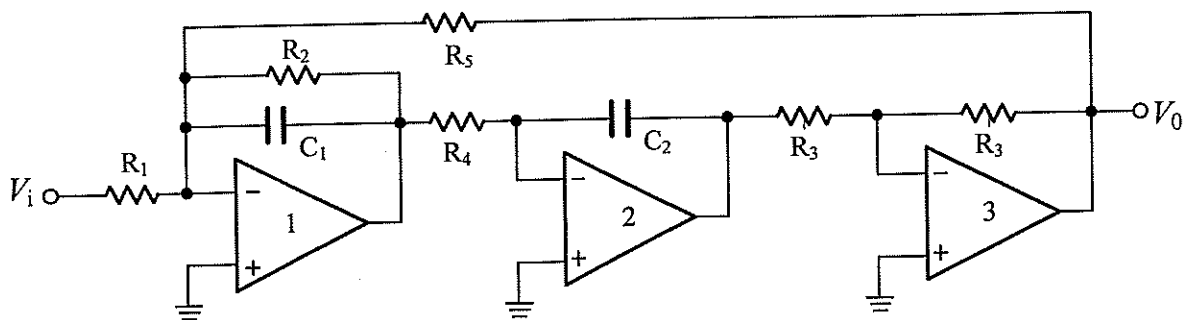 R₅
R₂
C₁
R₄
C₂
R₃
R₃
V₀
R₁
Vᵢ
−
1
+
−
2
+
−
3
+